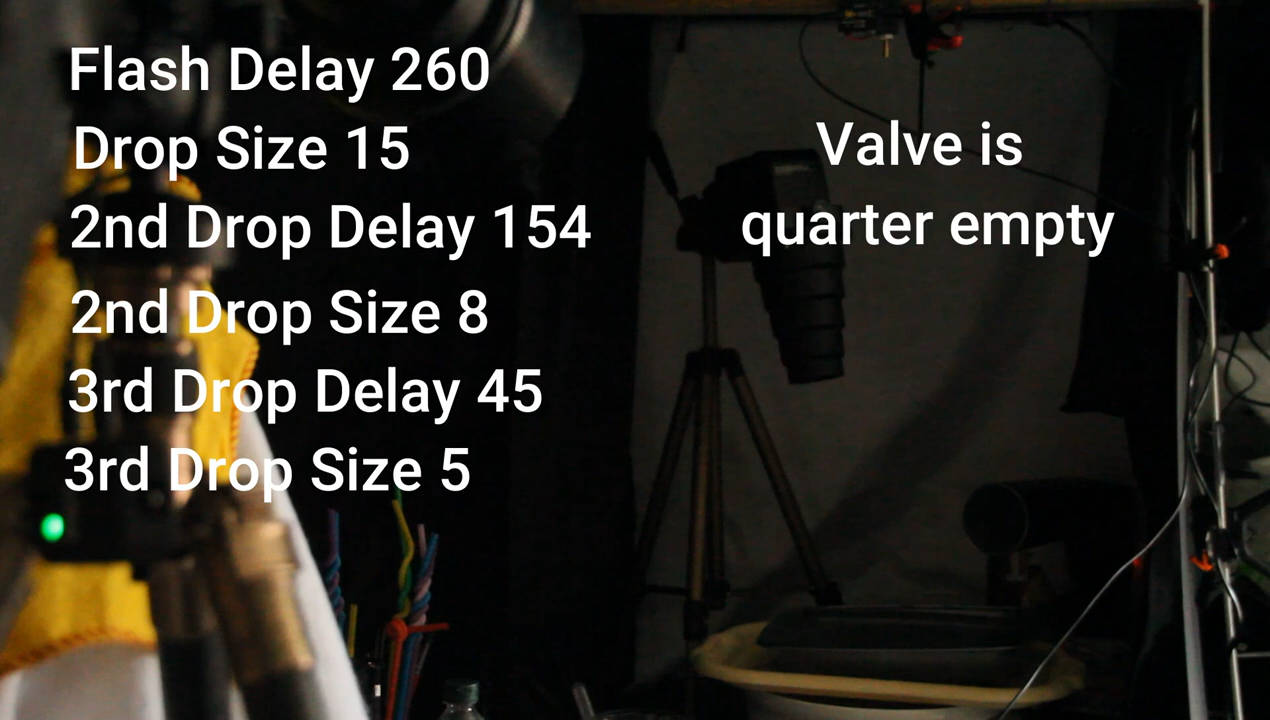 Flash Delay 260
Drop Size 15
2nd Drop Delay 154
2nd Drop Size 8
3rd Drop Delay 45
3rd Drop Size 5
Valve is
quarter empty